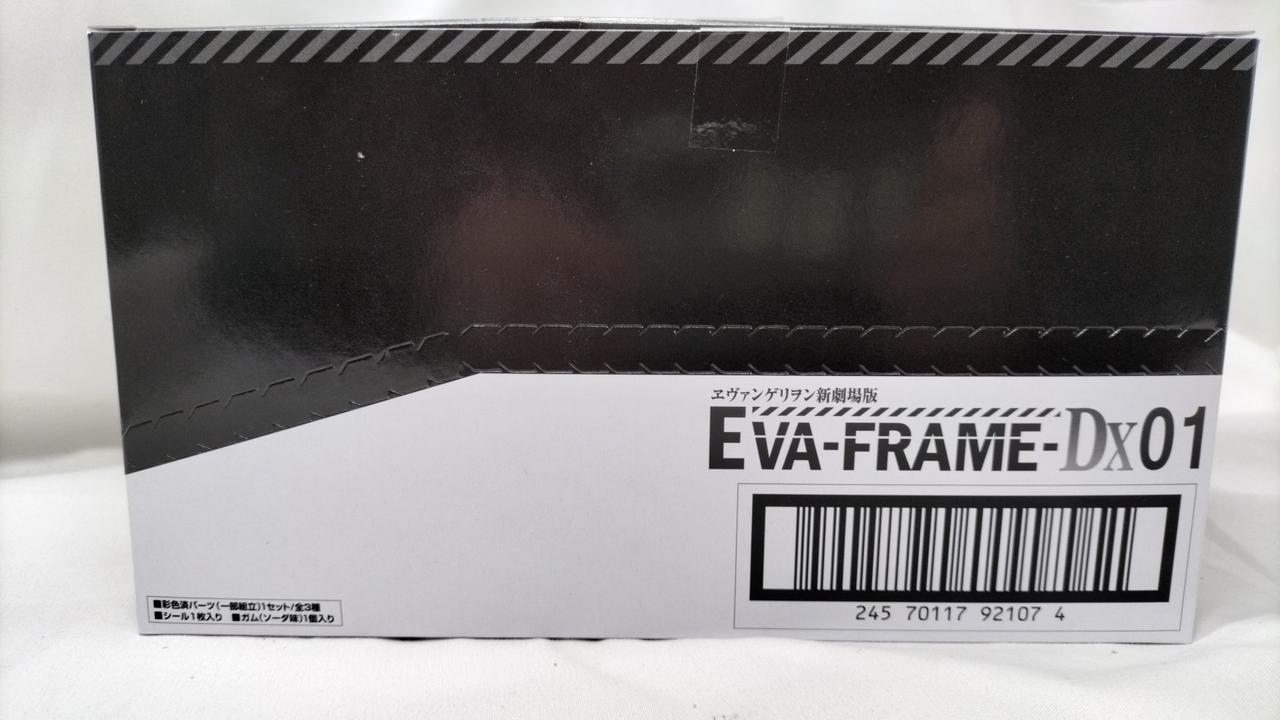 ヱヴァンゲリヲン新劇場版
EVA-FRAME-DX01
245 70117 92107 4
■彩色済パーツ(一部組立)1セット/全3種
■シール1枚入り ■ガム(ソーダ味)1個入り